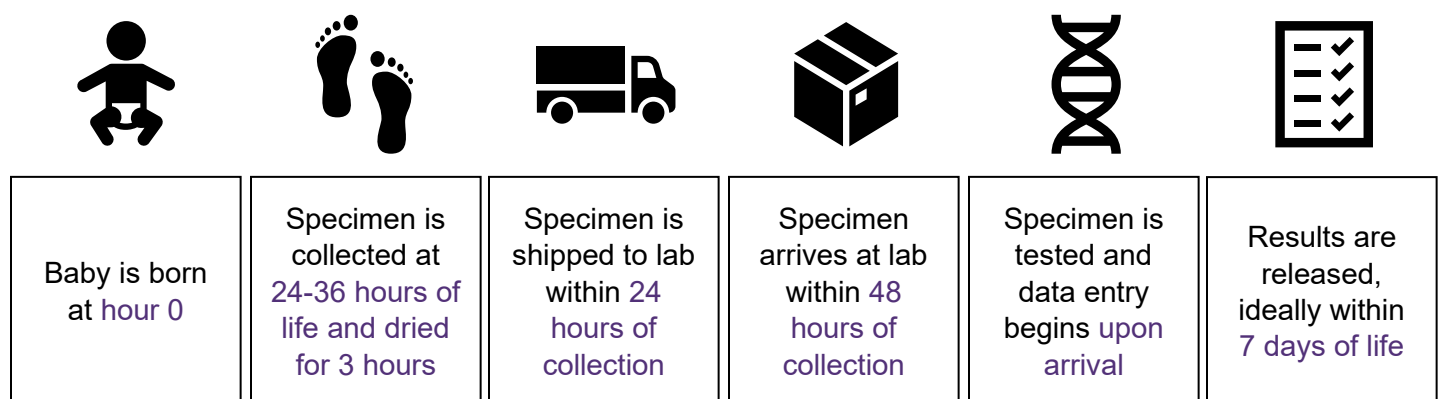 Baby is born
at hour 0
Specimen is
collected at
24-36 hours of
life and dried
for 3 hours
Specimen is
shipped to lab
within 24
hours of
collection
Specimen
arrives at lab
within 48
hours of
collection
Specimen is
tested and
data entry
begins upon
arrival
Results are
released,
ideally within
7 days of life